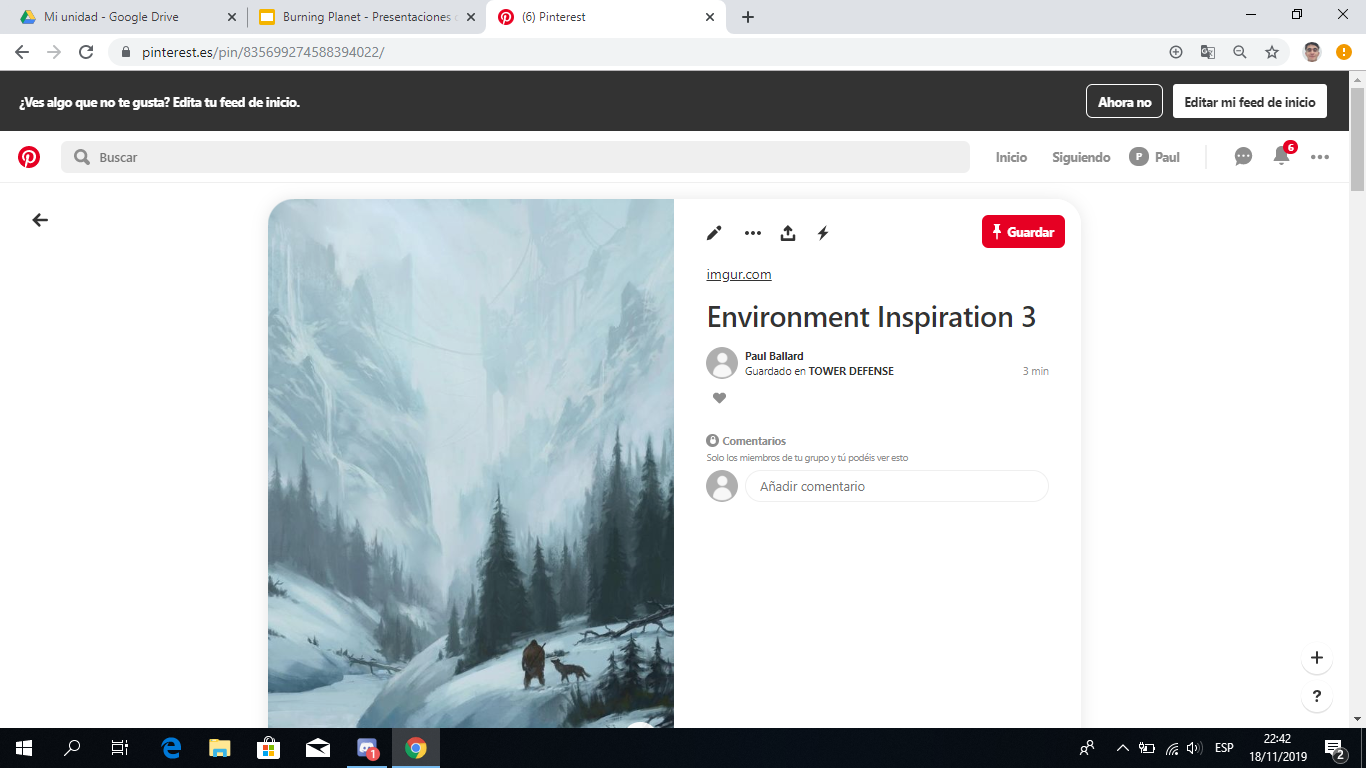 Mi unidad - Google Drive
Burning Planet - Presentaciones
(6) Pinterest
pinterest.es/pin/835699274588394022/
¿Ves algo que no te gusta? Edita tu feed de inicio.
Ahora no
Editar mi feed de inicio
Buscar
Inicio
Siguiendo
P
Paul
6
Guardar
imgur.com
Environment Inspiration 3
Paul Ballard
Guardado en TOWER DEFENSE
3 min
Comentarios
Solo los miembros de tu grupo y tú podéis ver esto
Añadir comentario
+
?
1
ESP
22:42
18/11/2019
2